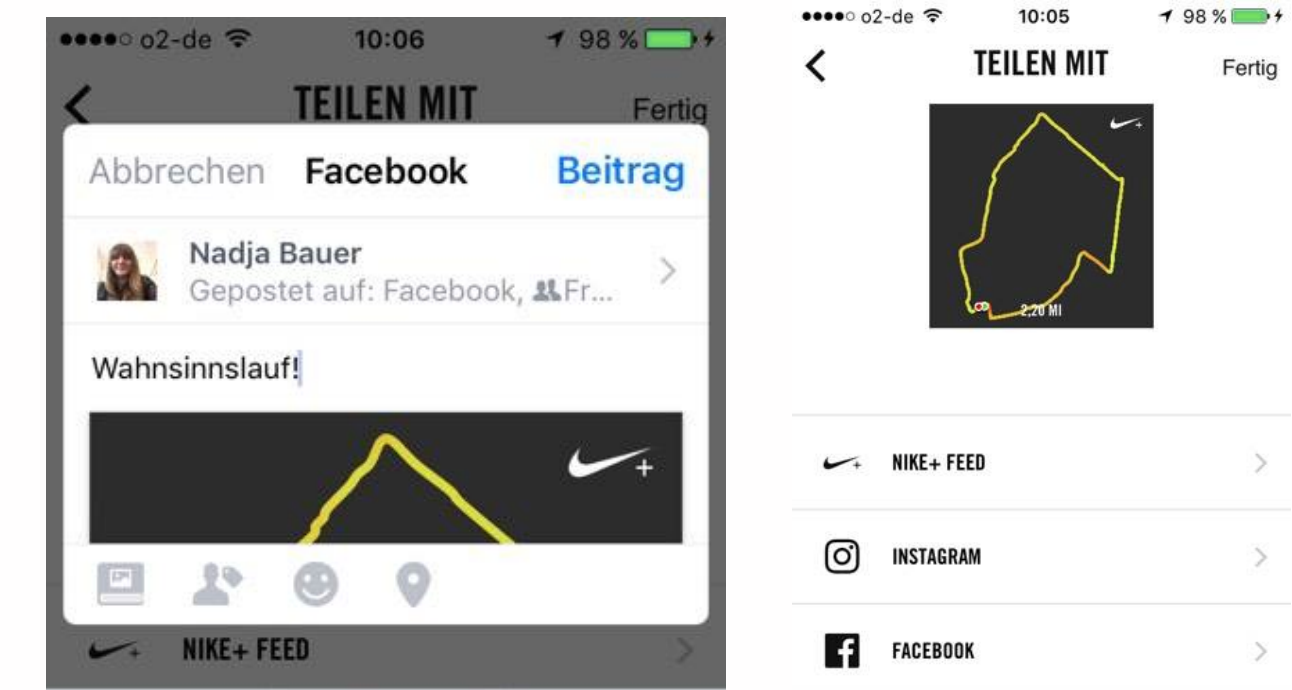 o2-de 10:06 98 %
TEILEN MIT Fertig
Abbrechen Facebook Beitrag
Nadja Bauer
Gepostet auf: Facebook, Fr...
Wahnsinnslauf!
NIKE+ FEED
o2-de 10:05 98 %
TEILEN MIT Fertig
2,20 MI
NIKE+ FEED
INSTAGRAM
FACEBOOK